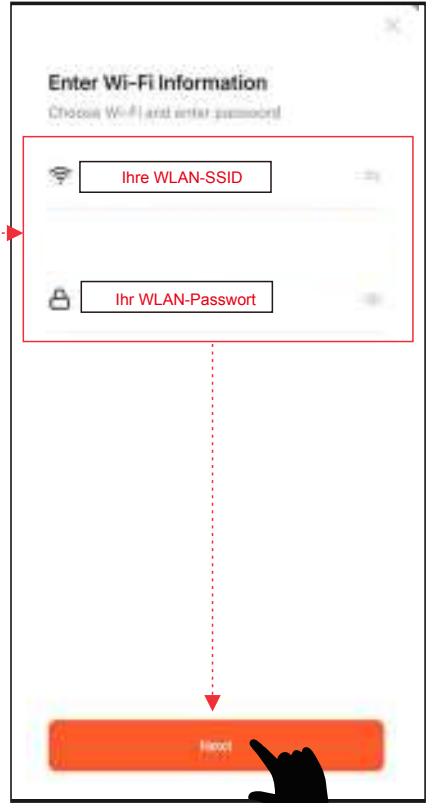 Enter Wi-Fi Information
Choose Wi-Fi and enter password
Ihre WLAN-SSID
Ihr WLAN-Passwort
Next